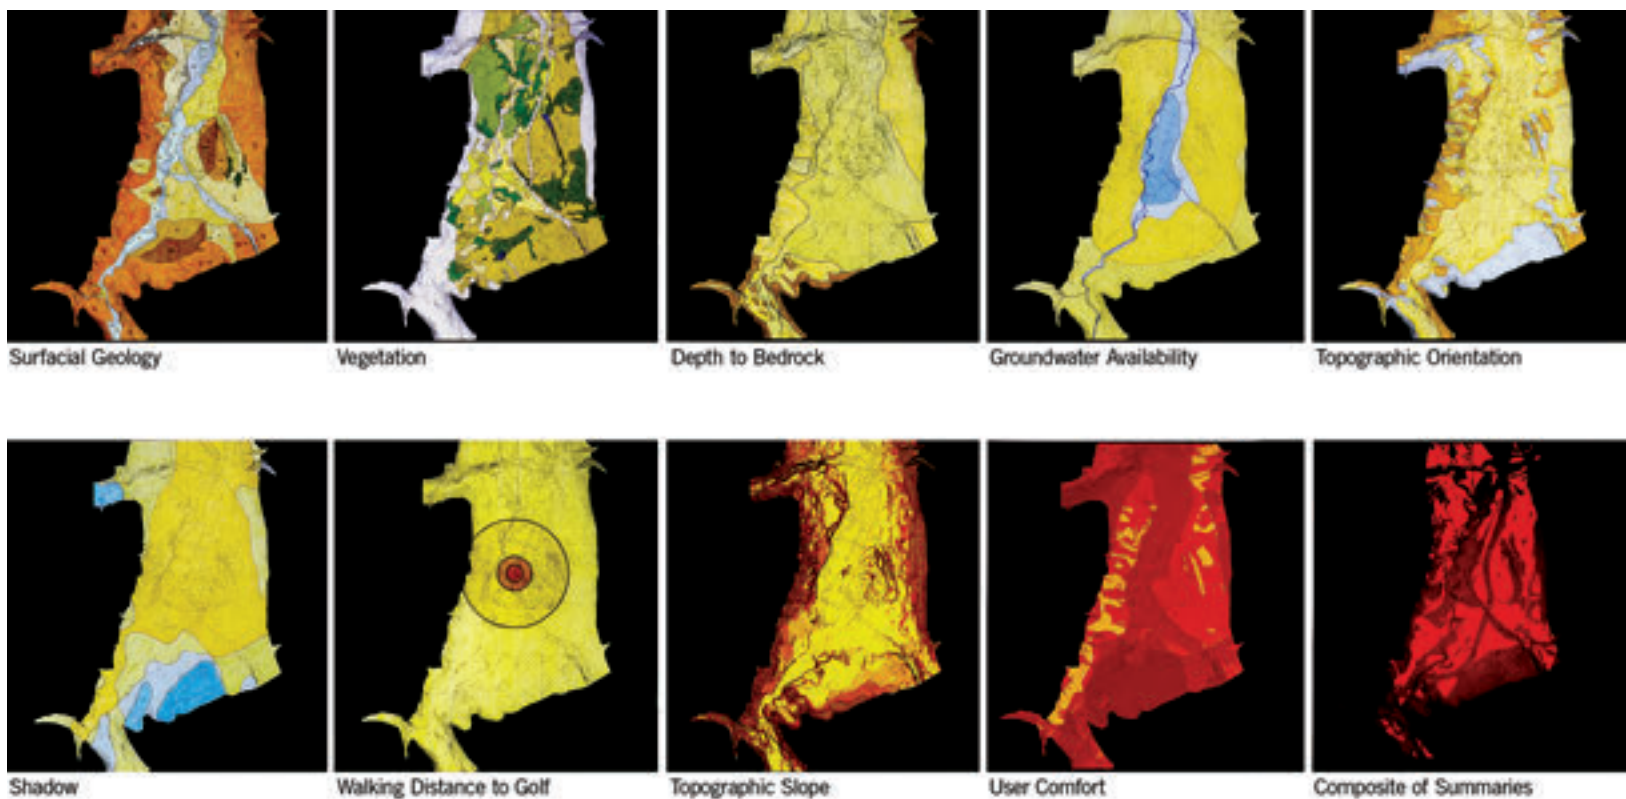 Surfacial Geology
Vegetation
Depth to Bedrock
Groundwater Availability
Topographic Orientation
Shadow
Walking Distance to Golf
Topographic Slope
User Comfort
Composite of Summaries